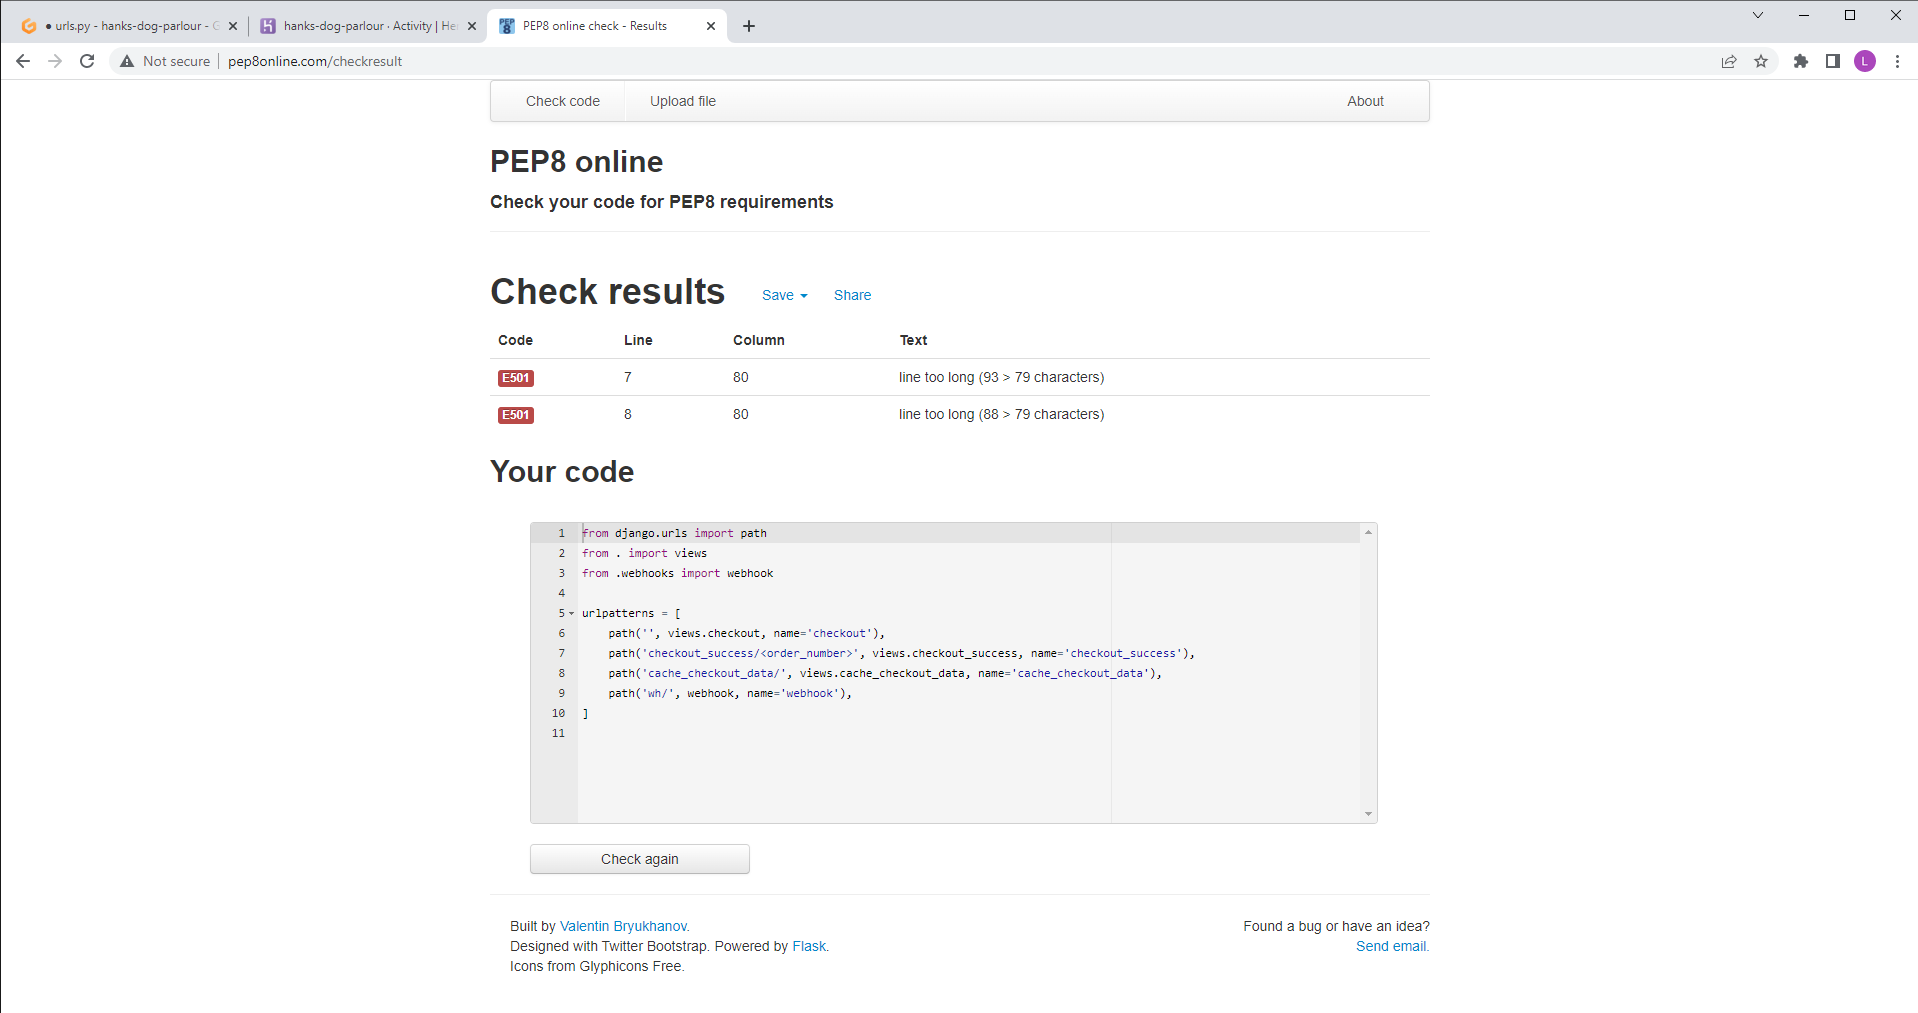 ● urls.py - hanks-dog-parlour - G
hanks-dog-parlour · Activity | He
PEP8 online check - Results
Not secure
pep8online.com/checkresult
L
Check code
Upload file
About
PEP8 online
Check your code for PEP8 requirements
Check results
Save
Share
Code Line Column Text
E501 7 80 line too long (93 > 79 characters)
E501 8 80 line too long (88 > 79 characters)
Your code
1 from django.urls import path
2 from . import views
3 from .webhooks import webhook
4
5 urlpatterns = [
6 path('', views.checkout, name='checkout'),
7 path('checkout_success/<order_number>', views.checkout_success, name='checkout_success'),
8 path('cache_checkout_data/', views.cache_checkout_data, name='cache_checkout_data'),
9 path('wh/', webhook, name='webhook'),
10 ]
11
Check again
Built by Valentin Bryukhanov.
Designed with Twitter Bootstrap. Powered by Flask.
Icons from Glyphicons Free.
Found a bug or have an idea?
Send email.